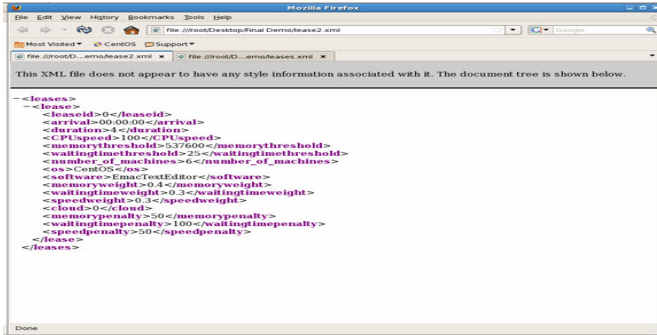 Mozilla Firefox
File Edit View History Bookmarks Tools Help
file:///root/Desktop/Final Demo/lease2.xml Google
Most Visited CentOS Support
file:///root/D...emo/lease2.xml file:///root/D...emo/leases.xml
This XML file does not appear to have any style information associated with it. The document tree is shown below.
−<leases>
−<lease>
<leaseid>0</leaseid>
<arrival>00:00:00</arrival>
<duration>4</duration>
<CPUspeed>100</CPUspeed>
<memorythreshold>537600</memorythreshold>
<waitingtimethreshold>25</waitingtimethreshold>
<number_of_machines>6</number_of_machines>
<os>CentOS</os>
<software>EmacTextEditor</software>
<memoryweight>0.4</memoryweight>
<waitingtimeweight>0.3</waitingtimeweight>
<speedweight>0.3</speedweight>
<cloud>0</cloud>
<memorypenalty>50</memorypenalty>
<waitingtimepenalty>100</waitingtimepenalty>
<speedpenalty>50</speedpenalty>
</lease>
</leases>
Done